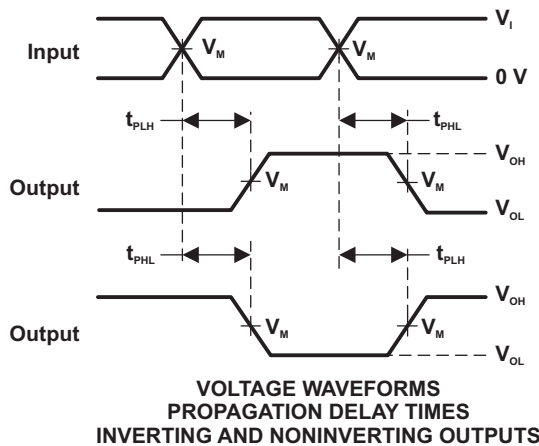 V_I
Input V_M V_M
0 V
t_PLH t_PHL
V_OH
Output V_M V_M
V_OL
t_PHL t_PLH
V_OH
Output V_M V_M
V_OL
VOLTAGE WAVEFORMS
PROPAGATION DELAY TIMES
INVERTING AND NONINVERTING OUTPUTS